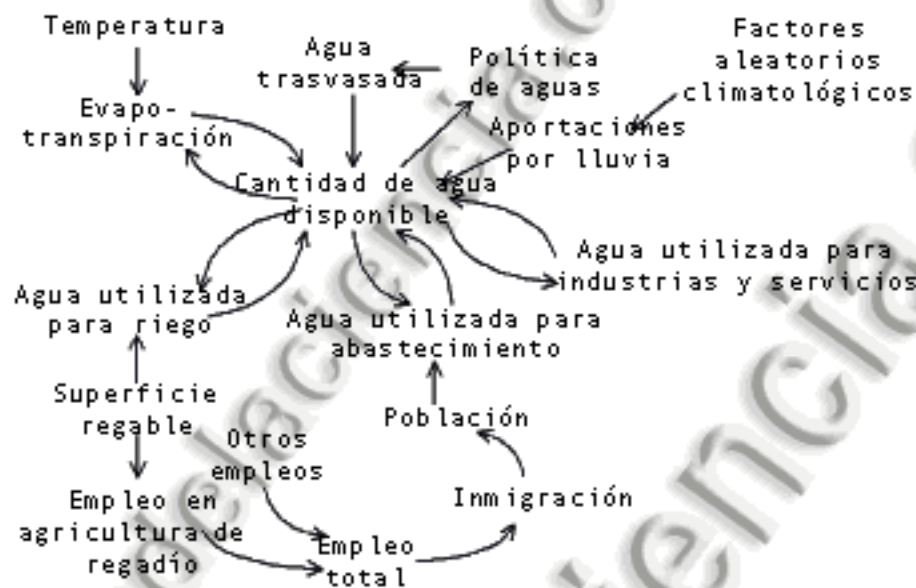 Temperatura
Agua
trasvasada
Política
de aguas
Factores
aleatorios
climatológicos
Evapo-
transpiración
Aportaciones
por lluvia
Cantidad de agua
disponible
Agua utilizada para
industrias y servicios
Agua utilizada
para riego
Agua utilizada para
abastecimiento
Superficie
regable
Población
Otros
empleos
Inmigración
Empleo en
agricultura de
regadío
Empleo
total
delaciencia.c
encia